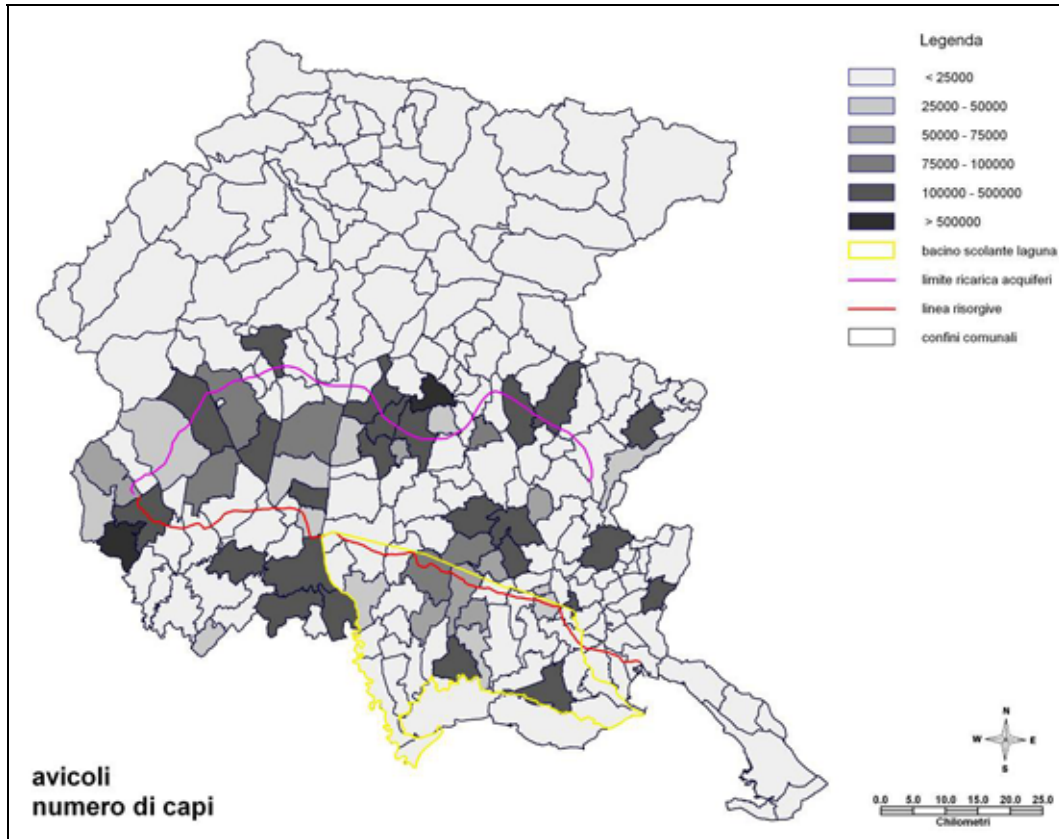 Legenda
< 25000
25000 - 50000
50000 - 75000
75000 - 100000
100000 - 500000
> 500000
bacino scolante laguna
limite ricarica acquiferi
linea risorgive
confini comunali
avicoli
numero di capi
N
W E
S
0.0 5.0 10.0 15.0 20.0 25.0
Chilometri